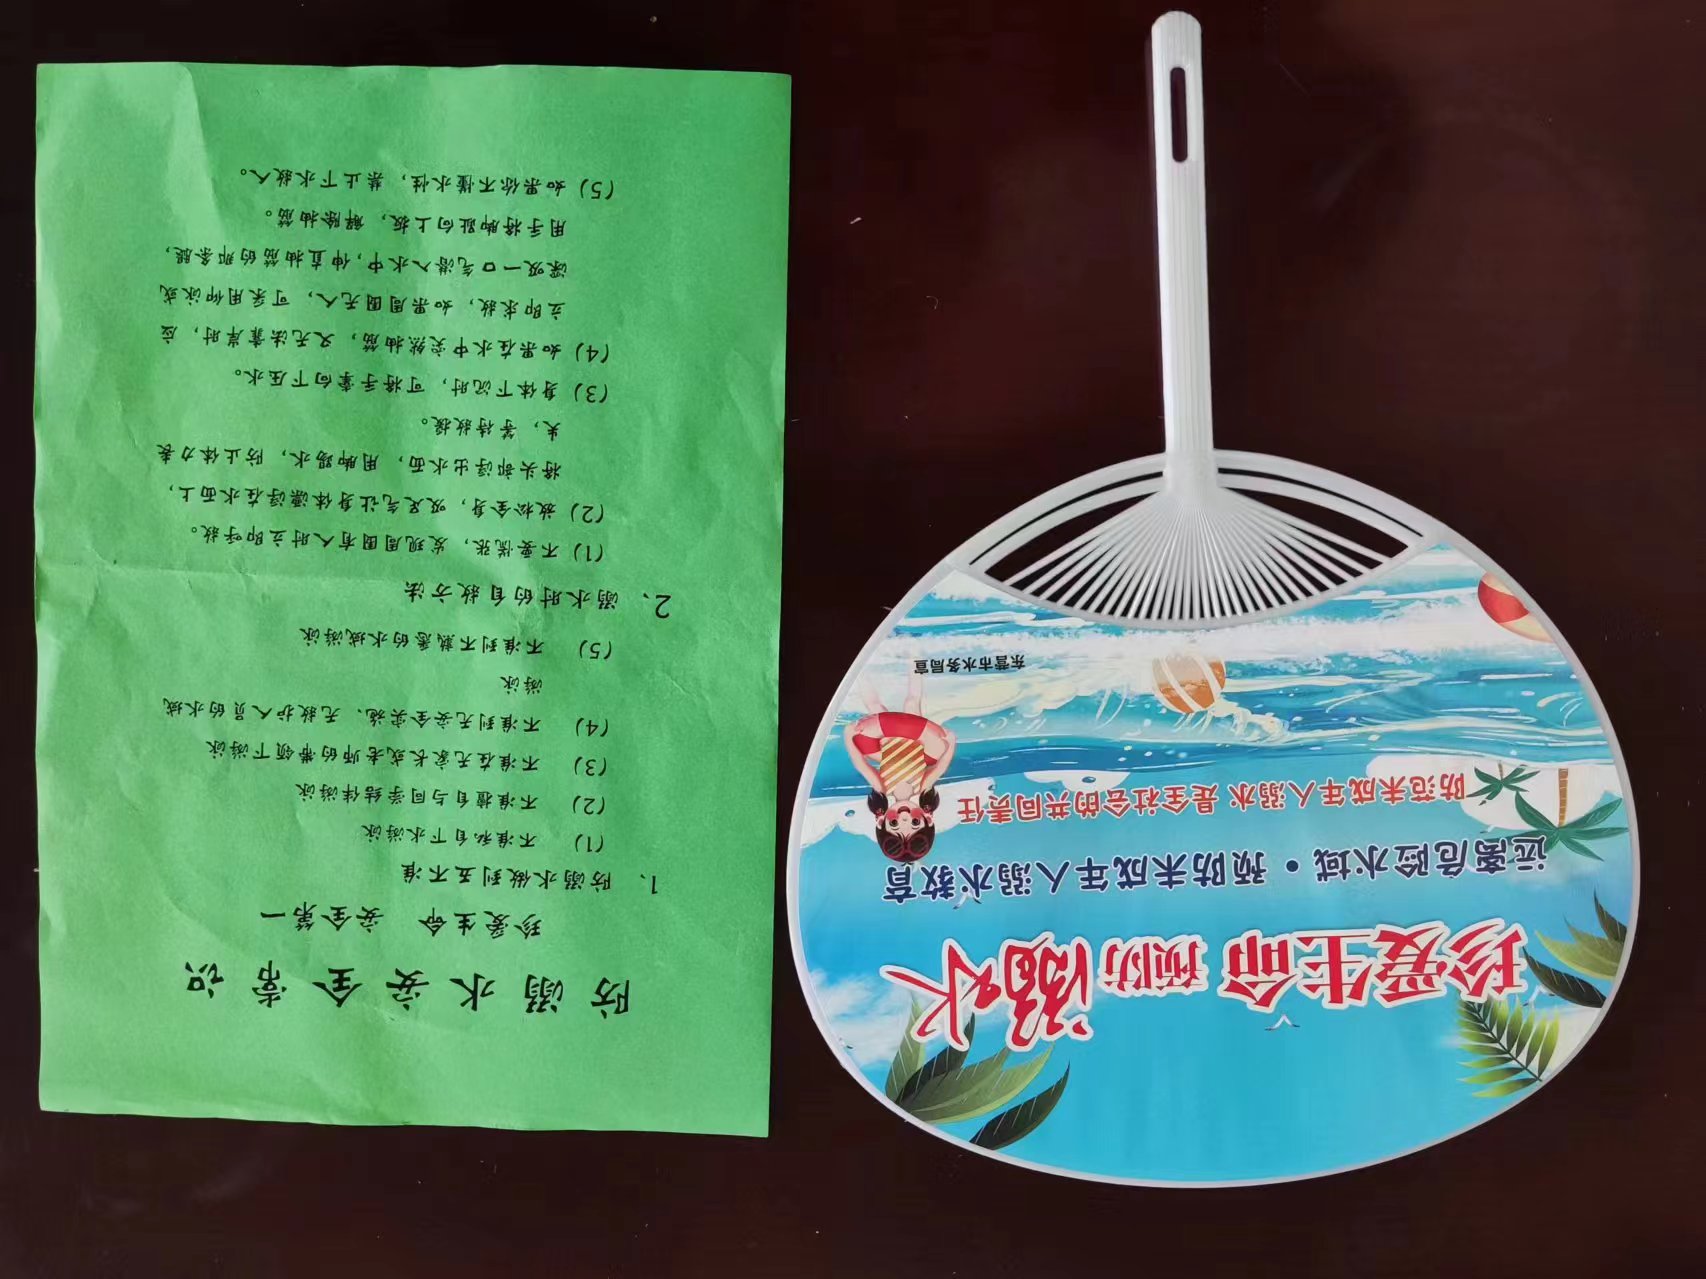 防溺水安全常识
珍爱生命 安全第一
1、防溺水做到五不准
(1) 不准私自下水游泳
(2) 不准擅自与同学结伴游泳
(3) 不准在无家长或老师的带领下游泳
(4) 不准到无安全实施、无救护人员的水域
游泳
(5) 不准到不熟悉的水域游泳
2、溺水时的自救方法
(1)不要慌张，发现周围有人时立即呼救。
(2)放松全身，吸足气让身体漂浮在水面上，
将头部浮出水面，用脚踢水，防止体力丧
失，等待救援。
(3)身体下沉时，可将手掌向下压水。
(4)如果在水中突然抽筋，又无法靠岸时，应
立即求救，如果周围无人，可采用仰泳或
深吸一口气潜入水中，伸直抽筋的那条腿，
用手将脚趾向上扳，解除抽筋。
(5)如果你不懂水性，禁止下水救人。
珍爱生命 预防溺水
远离危险水域·预防未成年人溺水教育
防范未成年人溺水 是全社会的共同责任
东营市水务局宣